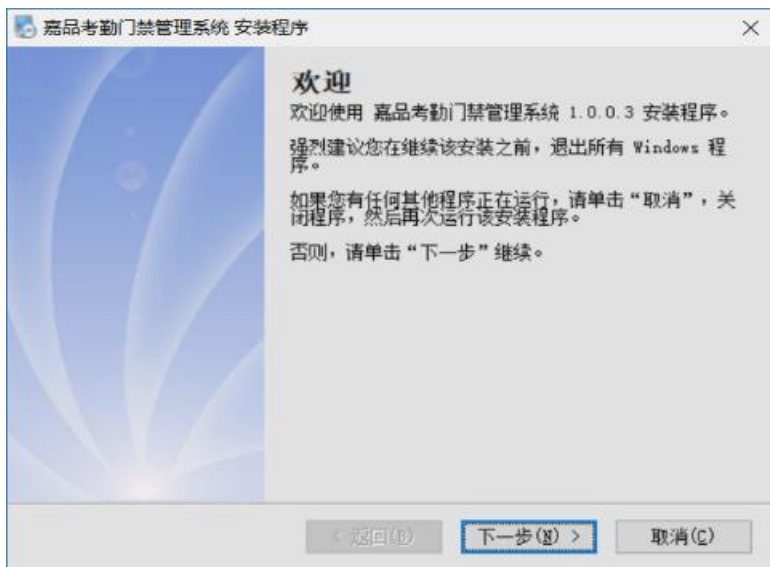 嘉品考勤门禁管理系统 安装程序
欢迎
欢迎使用 嘉品考勤门禁管理系统 1.0.0.3 安装程序。
强烈建议您在继续该安装之前，退出所有 Windows 程
序。
如果您有任何其他程序正在运行，请单击“取消”，关
闭程序，然后再次运行该安装程序。
否则，请单击“下一步”继续。
< 返回(B)
下一步(N) >
取消(C)